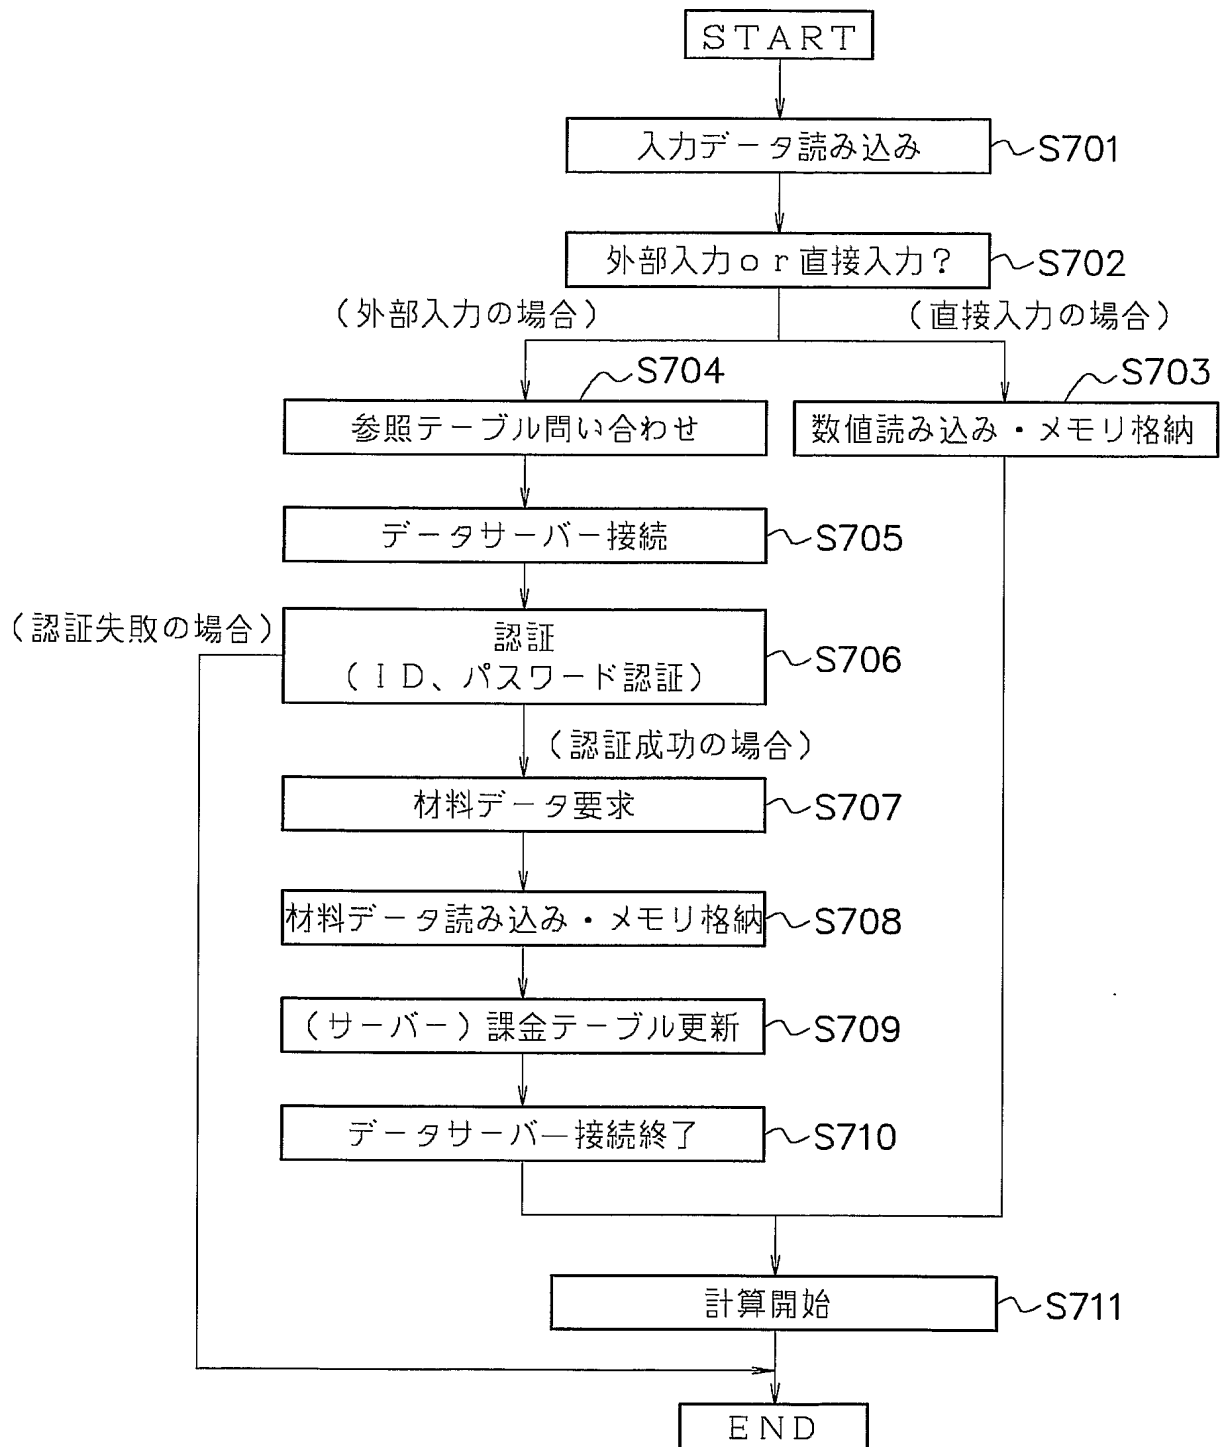 START
入力データ読み込み
S701
外部入力or直接入力?
S702
(外部入力の場合)
(直接入力の場合)
S704
S703
参照テーブル問い合わせ
数値読み込み・メモリ格納
データサーバー接続
S705
(認証失敗の場合)
認証
(ID、パスワード認証)
S706
(認証成功の場合)
材料データ要求
S707
材料データ読み込み・メモリ格納
S708
(サーバー)課金テーブル更新
S709
データサーバー接続終了
S710
計算開始
S711
END